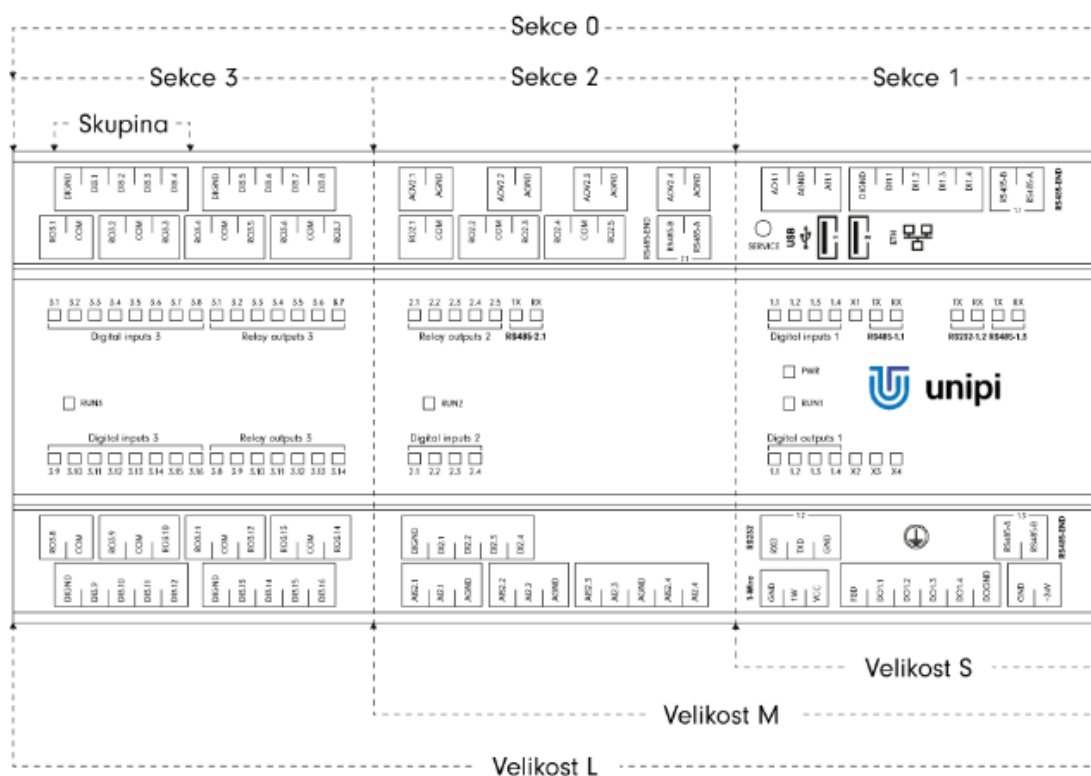 Sekce 0
Sekce 3 Sekce 2 Sekce 1
Skupina
DIGND DI3.1 DI3.2 DI3.3 DI3.4 DIGND DI3.5 DI3.6 DI3.7 DI3.8 AOV2.1 AGND AOV2.2 AGND AOV2.3 AGND AOV2.4 AGND AO1.1 AGND AI1.1 DIGND DI1.1 DI1.2 DI1.3 DI1.4 RS485-B RS485-A RS485-END
1.1
RO3.1 COM RO3.2 COM RO3.3 RO3.4 COM RO3.5 RO3.6 COM RO3.7 RO2.1 COM RO2.2 COM RO2.3 RO2.4 COM RO2.5 RS485-END RS485-B RS485-A SERVICE USB 1 2 ETH
2.1
3.1 3.2 3.3 3.4 3.5 3.6 3.7 3.8 3.1 3.2 3.3 3.4 3.5 3.6 3.7 2.1 2.2 2.3 2.4 2.5 TX RX 1.1 1.2 1.3 1.4 X1 TX RX TX RX TX RX
Digital inputs 3 Relay outputs 3 Relay outputs 2 RS485-2.1 Digital inputs 1 RS485-1.1 RS232-1.2 RS485-1.3
PWR
unipi
RUN3 RUN2 RUN1
Digital inputs 3 Relay outputs 3 Digital inputs 2 Digital outputs 1
3.9 3.10 3.11 3.12 3.13 3.14 3.15 3.16 3.8 3.9 3.10 3.11 3.12 3.13 3.14 2.1 2.2 2.3 2.4 1.1 1.2 1.3 1.4 X2 X3 X4
RO3.8 COM RO3.9 COM RO3.10 RO3.11 COM RO3.12 RO3.13 COM RO3.14 DIGND DI2.1 DI2.2 DI2.3 DI2.4 RS232 1.2 RXD TXD GND 1.3 RS485-A RS485-B RS485-END
DIGND DI3.9 DI3.10 DI3.11 DI3.12 DIGND DI3.13 DI3.14 DI3.15 DI3.16 AIS2.1 AI2.1 AGND AIS2.2 AI2.2 AGND AIS2.3 AI2.3 AGND AGND AIS2.4 AI2.4 1-Wire GND 1W VCC DO1.1 DO1.2 DO1.3 DO1.4 DOGND GND
Velikost S
Velikost M
Velikost L